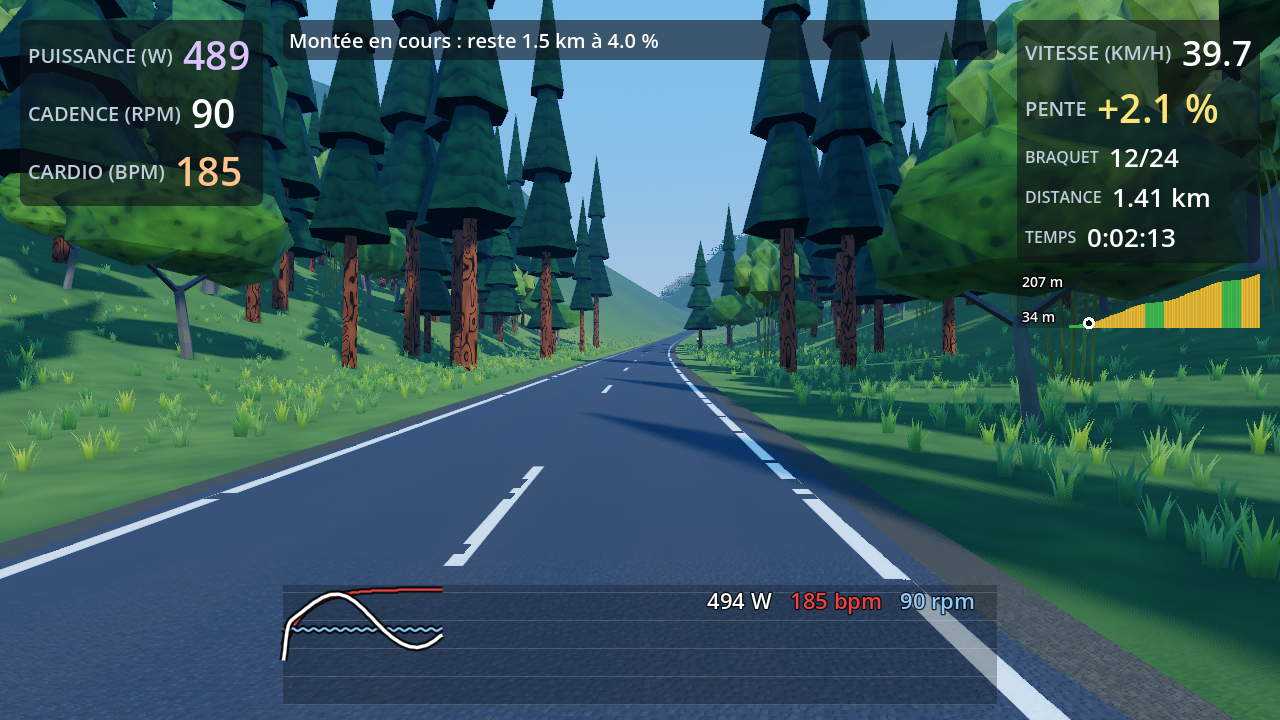 PUISSANCE (W) 489
CADENCE (RPM) 90
CARDIO (BPM) 185
Montée en cours : reste 1.5 km à 4.0 %
VITESSE (KM/H) 39.7
PENTE +2.1 %
BRAQUET 12/24
DISTANCE 1.41 km
TEMPS 0:02:13
207 m
34 m
494 W 185 bpm 90 rpm